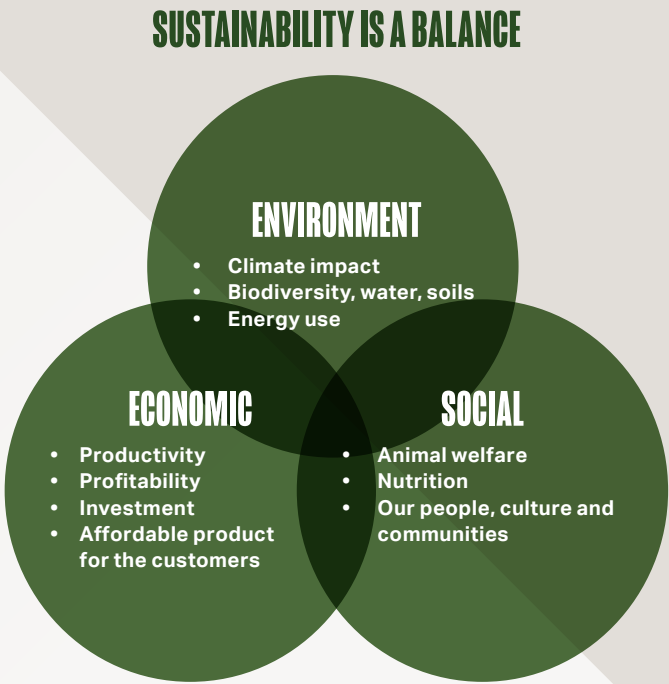 SUSTAINABILITY IS A BALANCE
ENVIRONMENT
• Climate impact
• Biodiversity, water, soils
• Energy use
ECONOMIC
• Productivity
• Profitability
• Investment
• Affordable product
for the customers
SOCIAL
• Animal welfare
• Nutrition
• Our people, culture and
communities